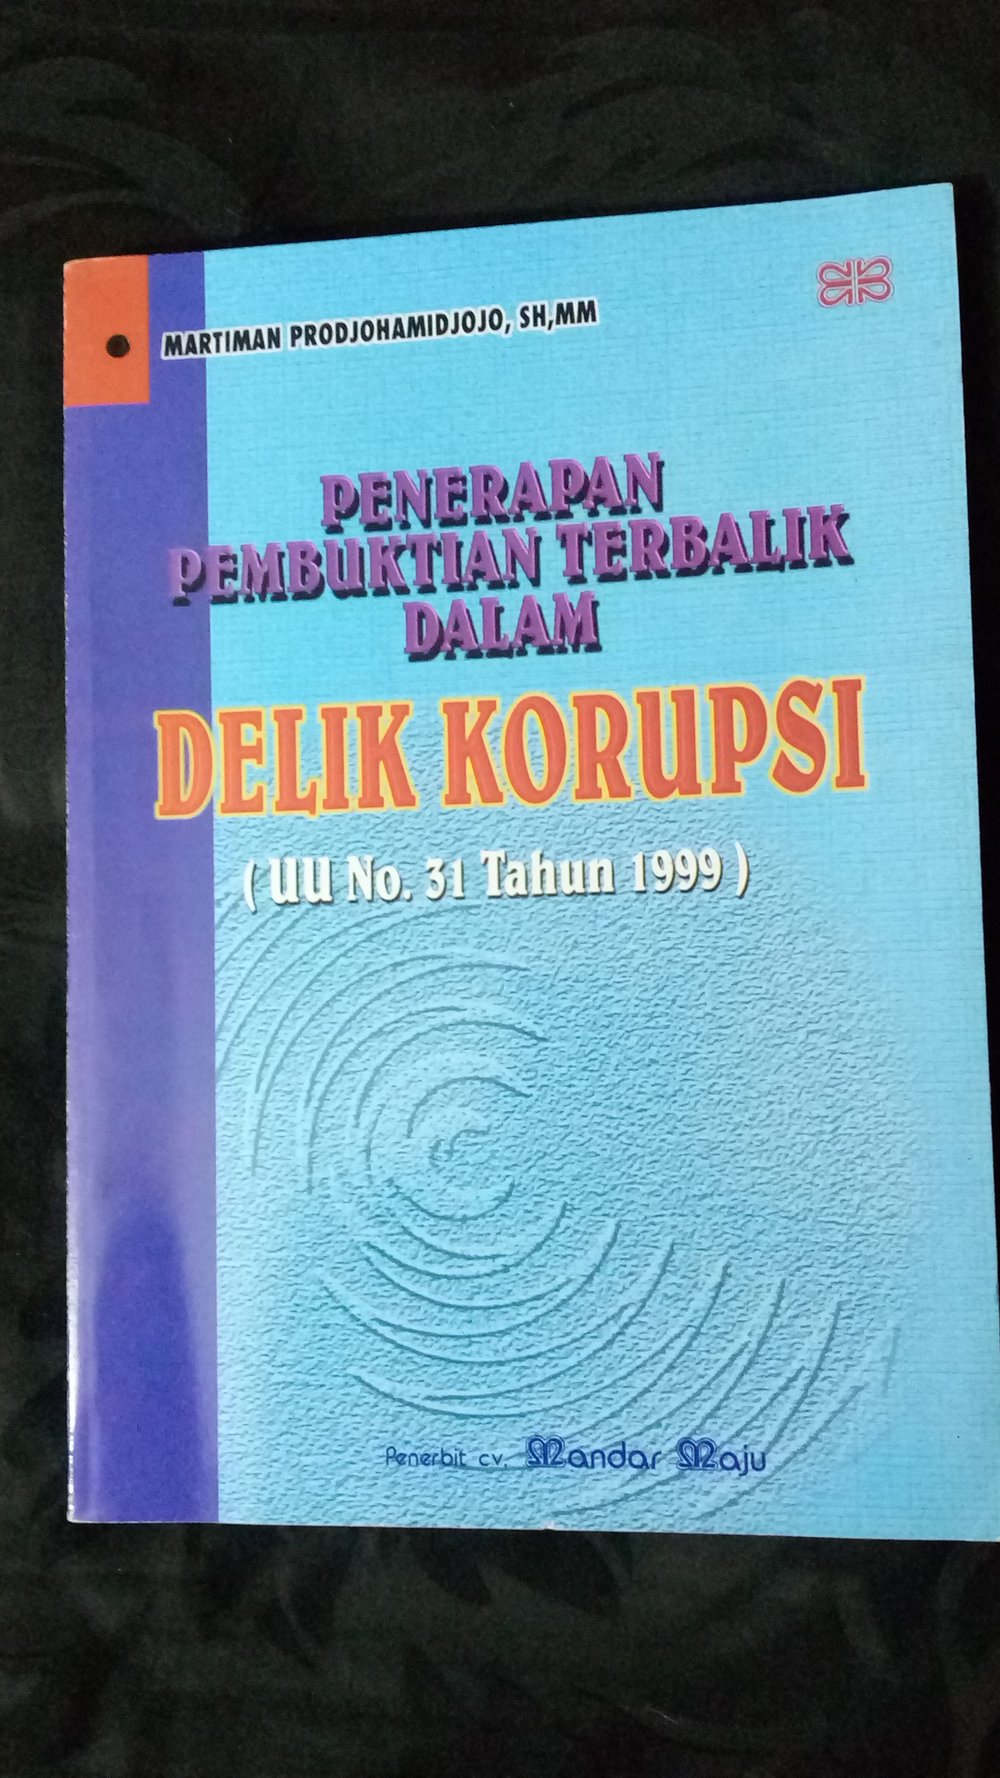 MARTIMAN PRODJOHAMIDJOJO, SH,MM
PENERAPAN
PEMBUKTIAN TERBALIK
DALAM
DELIK KORUPSI
( UU No. 31 Tahun 1999 )
Penerbit cv. Mandar Maju